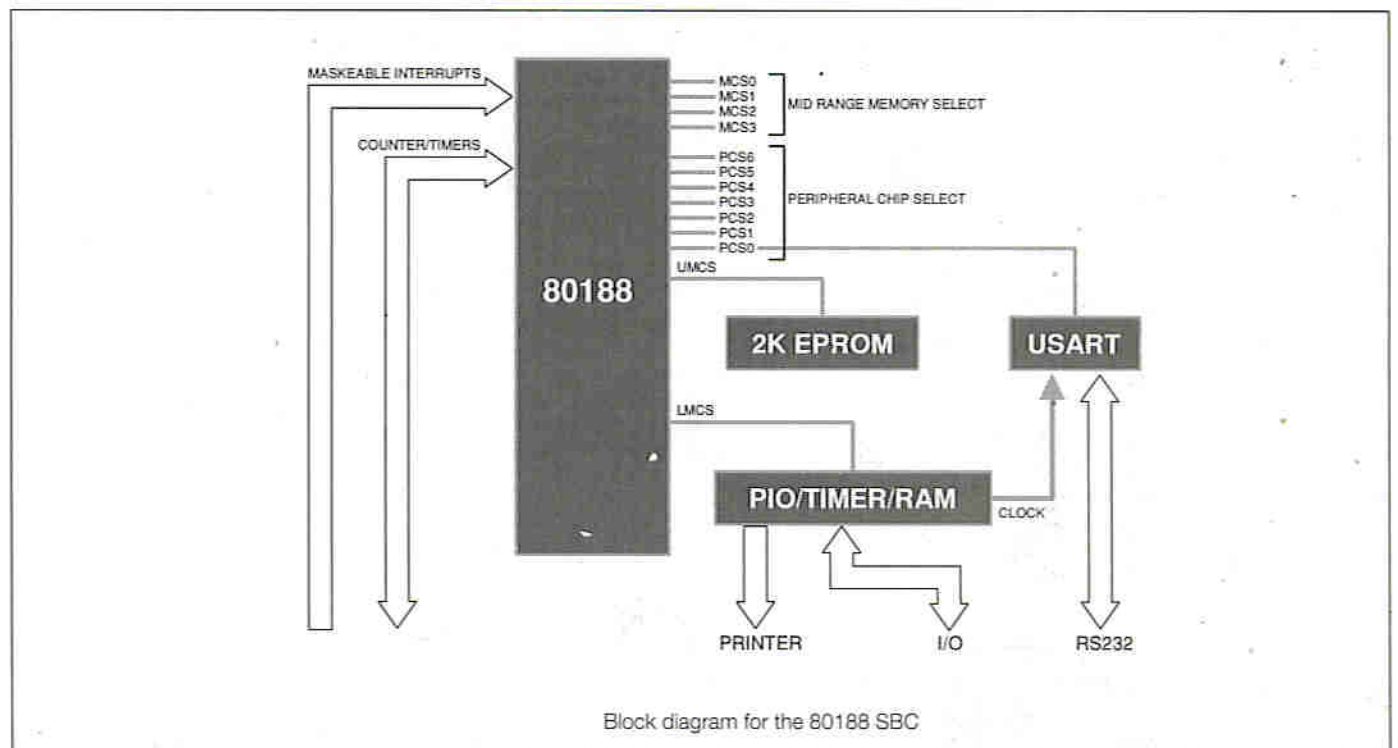 MASKEABLE INTERRUPTS
COUNTER/TIMERS
80188
MCS0
MCS1
MCS2
MCS3
MID RANGE MEMORY SELECT
PCS6
PCS5
PCS4
PCS3
PCS2
PCS1
PCS0
PERIPHERAL CHIP SELECT
UMCS
2K EPROM
USART
LMCS
PIO/TIMER/RAM
CLOCK
PRINTER
I/O
RS232
Block diagram for the 80188 SBC